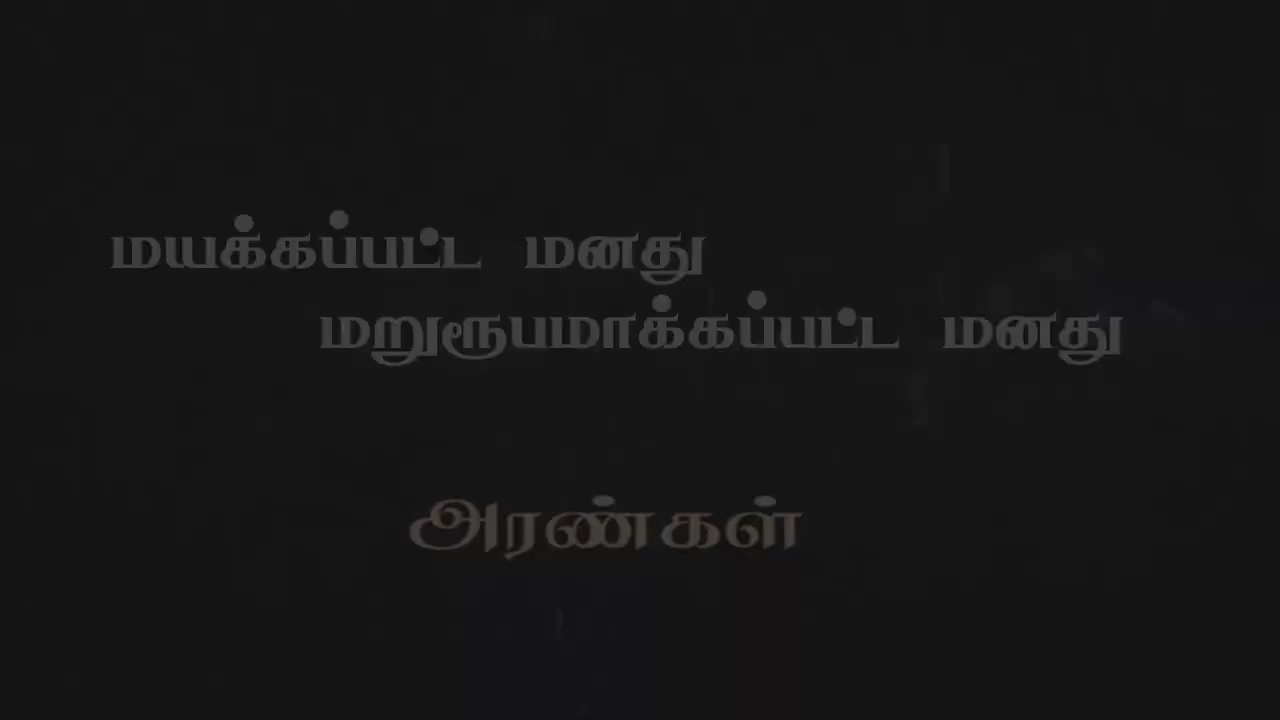 மயக்கப்பட்ட மனது
மறுரூபமாக்கப்பட்ட மனது
அரண்கள்